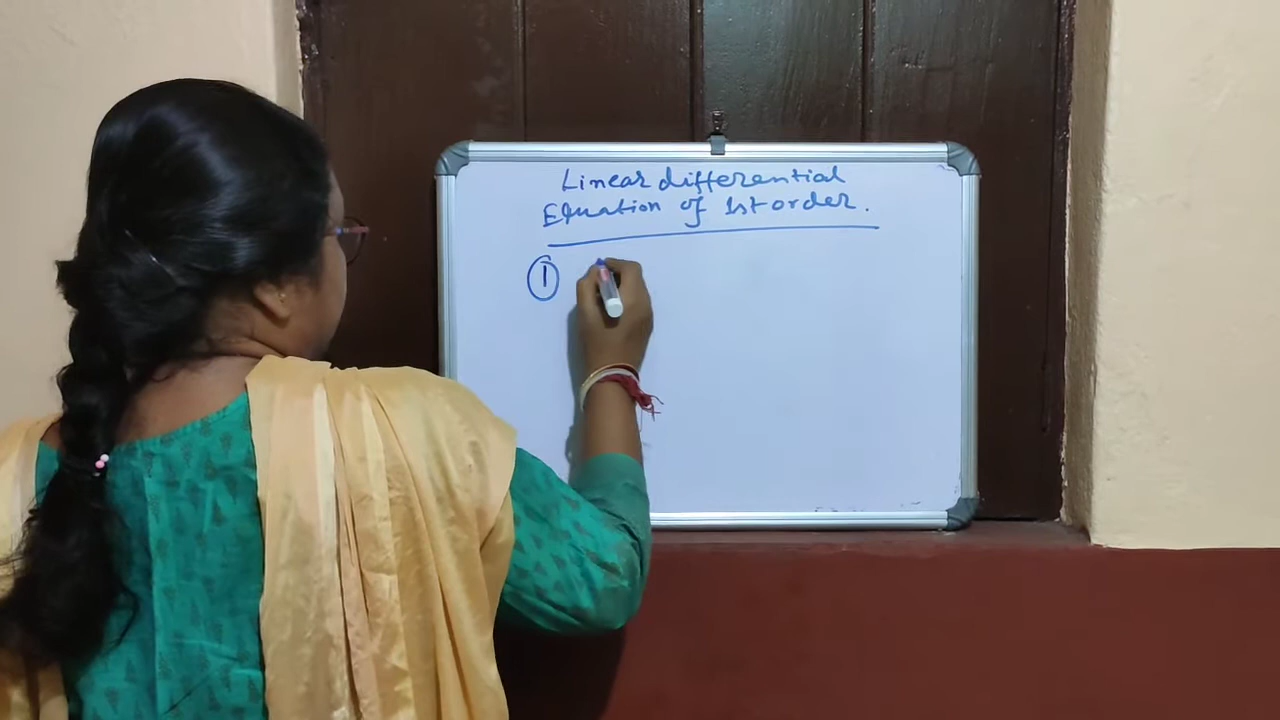 Linear differential
Equation of 1st order.
①